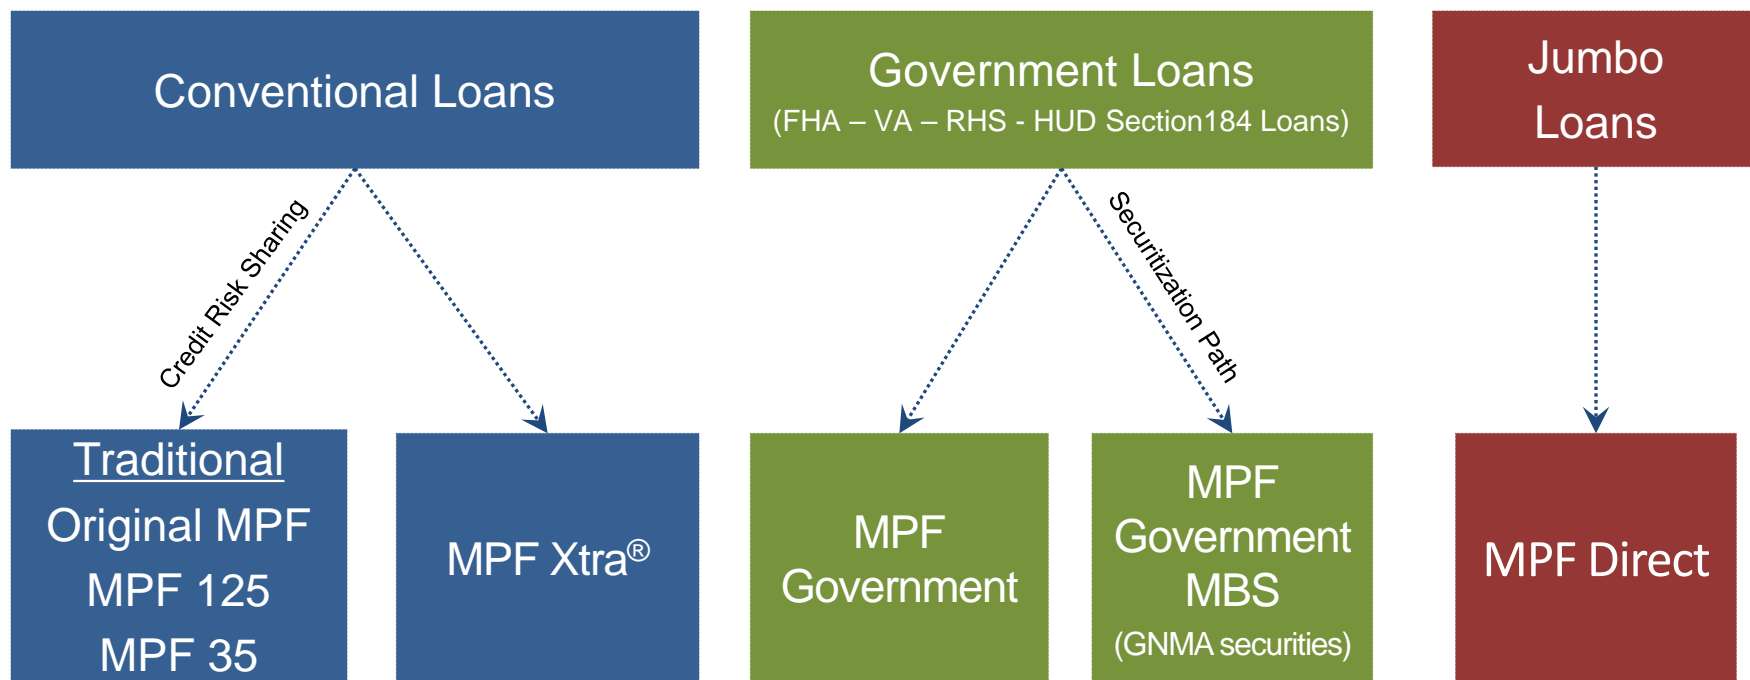 Conventional Loans
Government Loans
(FHA – VA – RHS - HUD Section184 Loans)
Jumbo
Loans
Credit Risk Sharing
Securitization Path
Traditional
Original MPF
MPF 125
MPF 35
MPF Xtra®
MPF
Government
MPF
Government
MBS
(GNMA securities)
MPF Direct